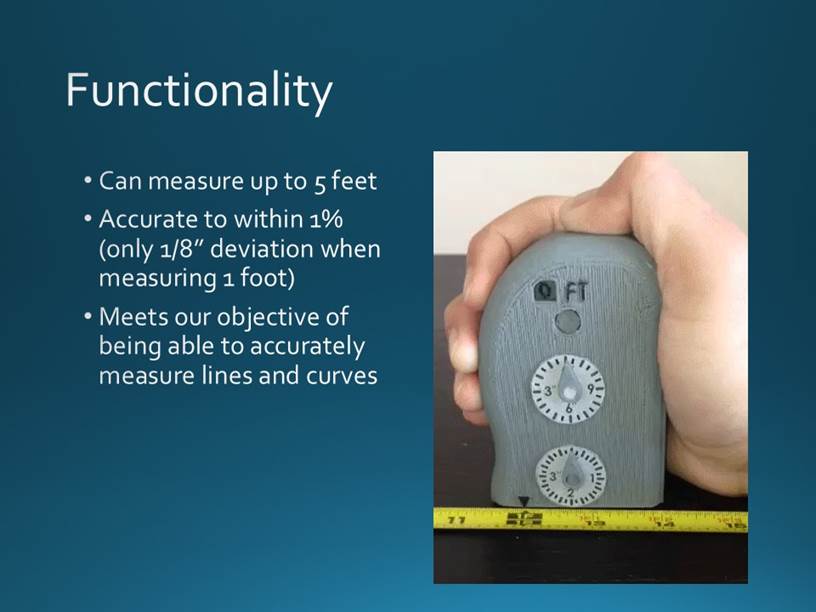 Functionality
• Can measure up to 5 feet
• Accurate to within 1%
(only 1/8” deviation when
measuring 1 foot)
• Meets our objective of
being able to accurately
measure lines and curves
0 FT
3" 9
6
3" 1
2
11 13 14 15